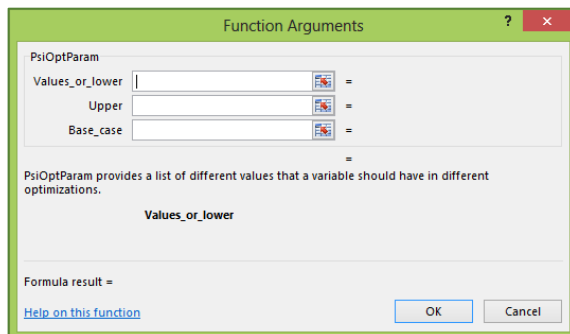 Function Arguments ? ×
PsiOptParam
Values_or_lower =
Upper =
Base_case =
=
PsiOptParam provides a list of different values that a variable should have in different
optimizations.
Values_or_lower
Formula result =
Help on this function OK Cancel